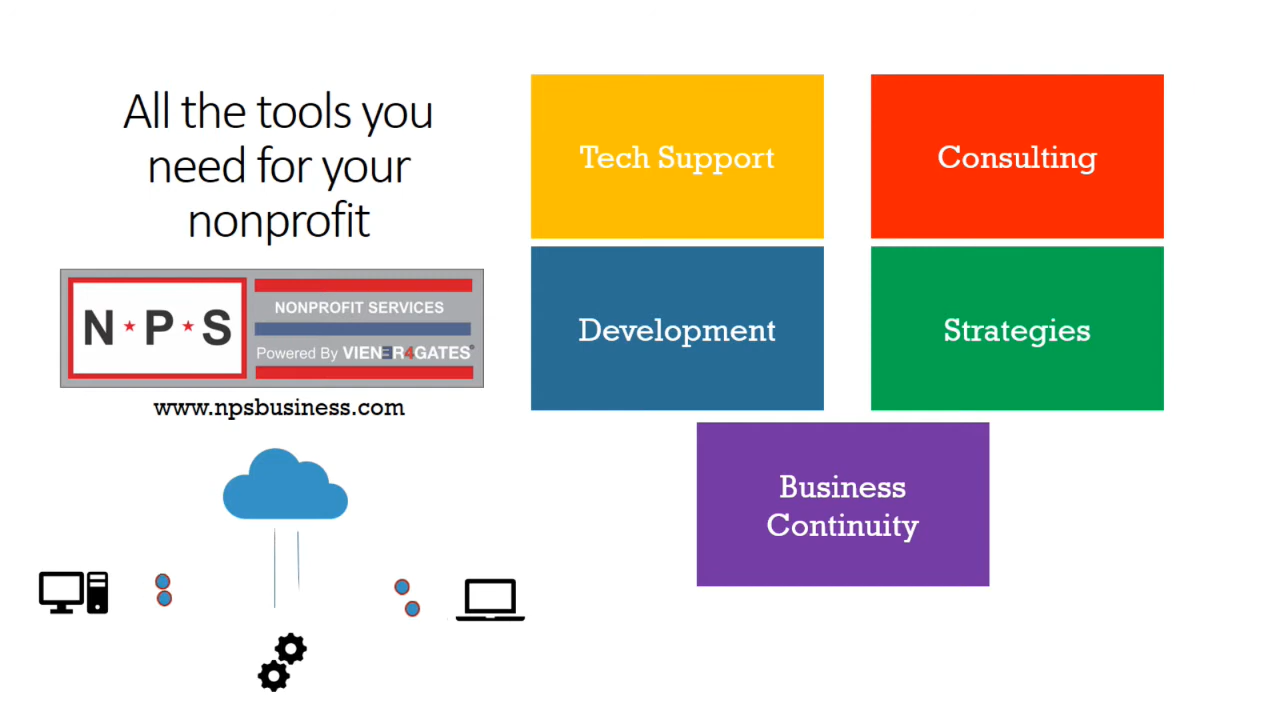 All the tools you
need for your
nonprofit
N★P★S
NONPROFIT SERVICES
Powered By VIENER4GATES®
www.npsbusiness.com
Tech Support
Consulting
Development
Strategies
Business
Continuity